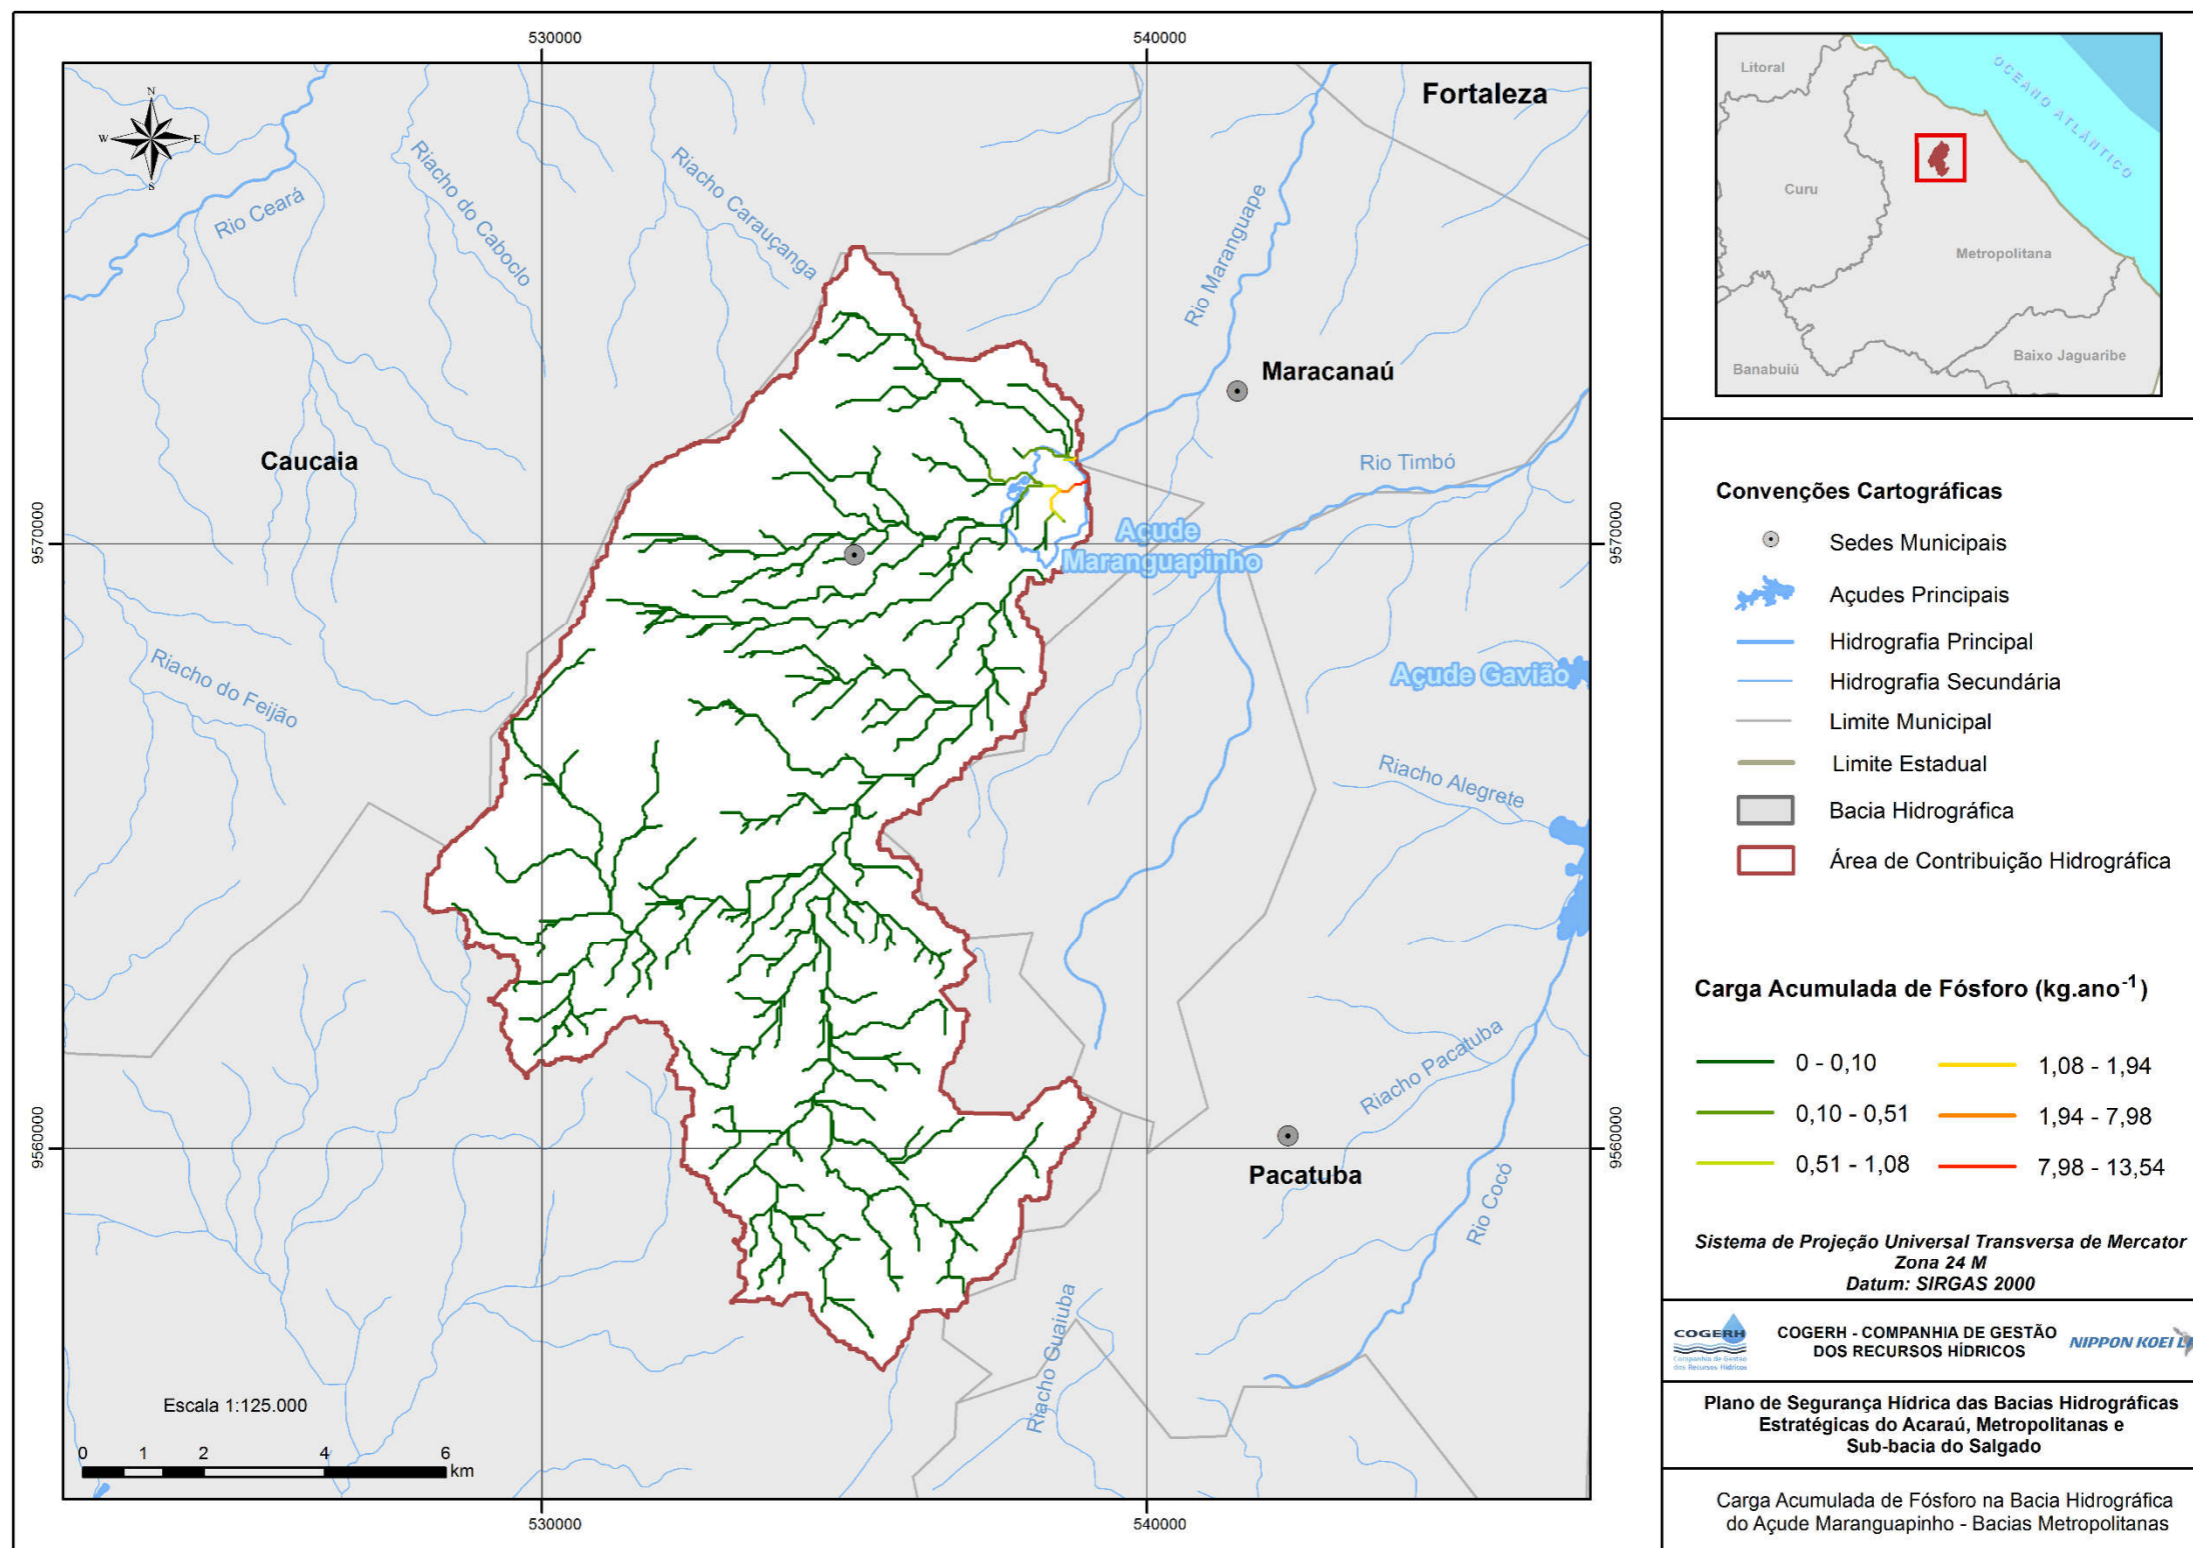 530000
540000
N
W
E
S
Fortaleza
Rio Ceará
Riacho do Caboclo
Riacho Carauçanga
Rio Maranguape
Maracanaú
Caucaia
Rio Timbó
9570000
9570000
Açude
Maranguapinho
Riacho do Feijão
Açude Gavião
Riacho Alegrete
Riacho Pacatuba
9560000
9560000
Pacatuba
Rio Cocó
Riacho Guaiuba
Escala 1:125.000
0 1 2 4 6
km
530000
540000
Litoral
OCEANO ATLÂNTICO
Curu
Metropolitana
Banabuiú
Baixo Jaguaribe
Convenções Cartográficas
Sedes Municipais
Açudes Principais
Hidrografia Principal
Hidrografia Secundária
Limite Municipal
Limite Estadual
Bacia Hidrográfica
Área de Contribuição Hidrográfica
Carga Acumulada de Fósforo (kg.ano⁻¹)
0 - 0,10
1,08 - 1,94
0,10 - 0,51
1,94 - 7,98
0,51 - 1,08
7,98 - 13,54
Sistema de Projeção Universal Transversa de Mercator
Zona 24 M
Datum: SIRGAS 2000
COGERH
Companhia de Gestão
dos Recursos Hídricos
COGERH - COMPANHIA DE GESTÃO
DOS RECURSOS HÍDRICOS
NIPPON KOEI
Plano de Segurança Hídrica das Bacias Hidrográficas
Estratégicas do Acaraú, Metropolitanas e
Sub-bacia do Salgado
Carga Acumulada de Fósforo na Bacia Hidrográfica
do Açude Maranguapinho - Bacias Metropolitanas